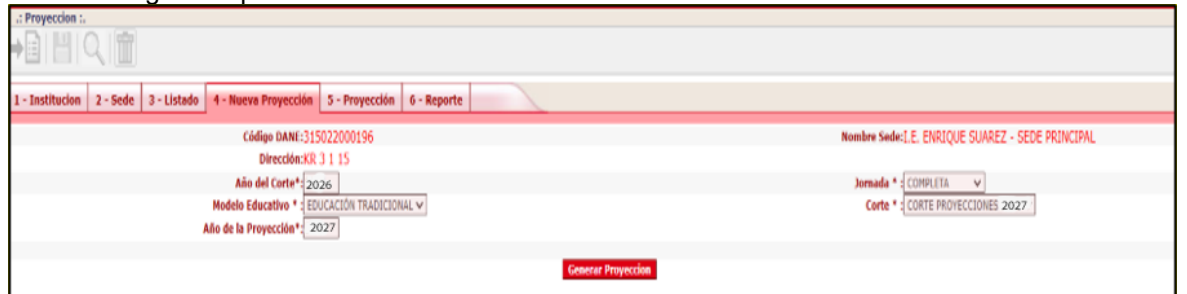 .: Proyeccion :.
1 - Institucion 2 - Sede 3 - Listado 4 - Nueva Proyección 5 - Proyección 6 - Reporte
Código DANE: 315022000196 Nombre Sede: I.E. ENRIQUE SUAREZ - SEDE PRINCIPAL
Dirección: KR 3 1 15
Año del Corte*: 2026 Jornada * : COMPLETA
Modelo Educativo * : EDUCACIÓN TRADICIONAL Corte * : CORTE PROYECCIONES 2027
Año de la Proyección*: 2027
Generar Proyeccion